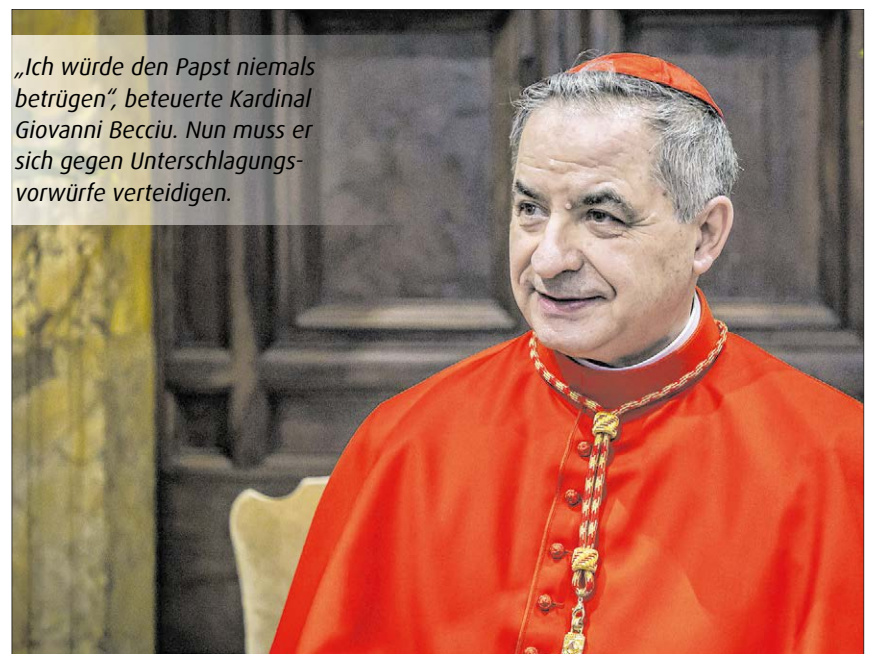 „Ich würde den Papst niemals
betrügen“, beteuerte Kardinal
Giovanni Becciu. Nun muss er
sich gegen Unterschlagungs-
vorwürfe verteidigen.